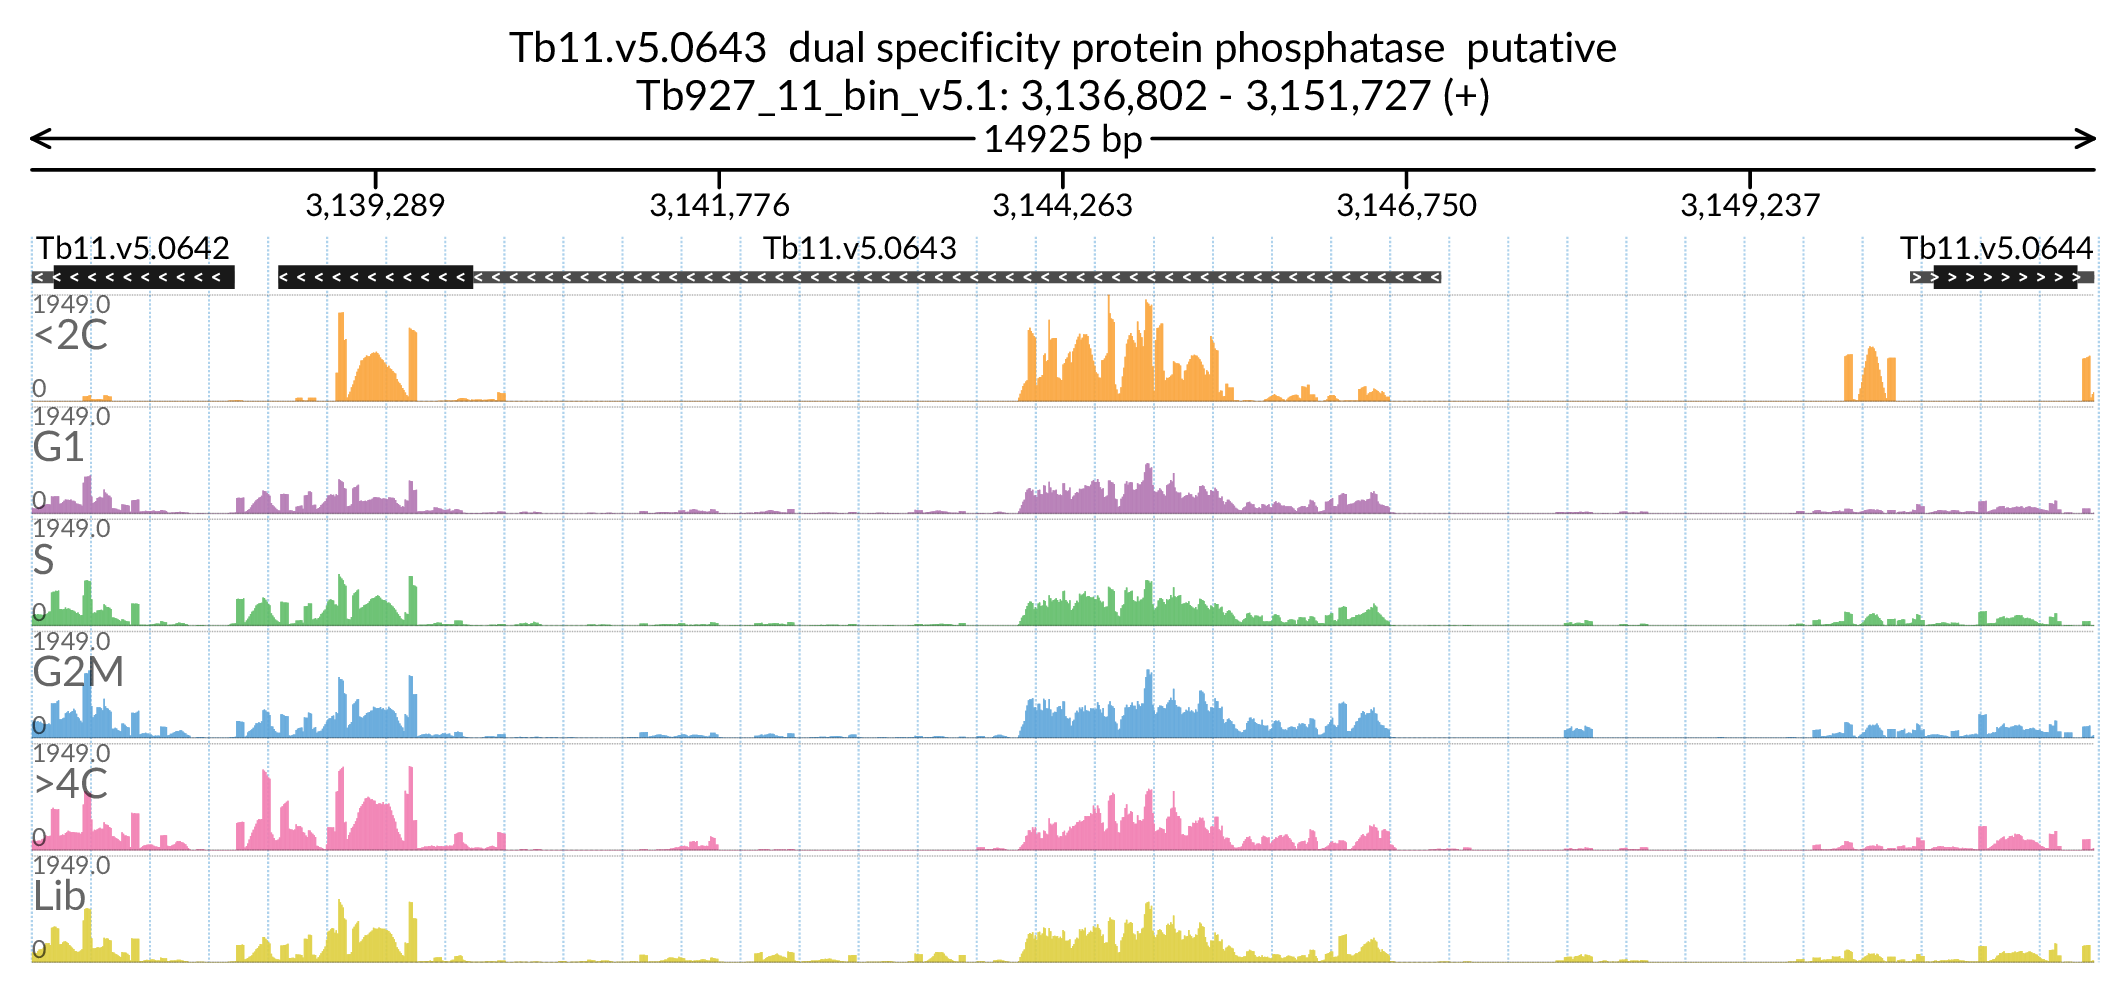 Tb11.v5.0643  dual specificity protein phosphatase  putative
Tb927_11_bin_v5.1: 3,136,802 - 3,151,727 (+)
14925 bp
3,139,289 3,141,776 3,144,263 3,146,750 3,149,237
Tb11.v5.0642 Tb11.v5.0643 Tb11.v5.0644
1949.0
<2C
0
1949.0
G1
0
1949.0
S
0
1949.0
G2M
0
1949.0
>4C
0
1949.0
Lib
0